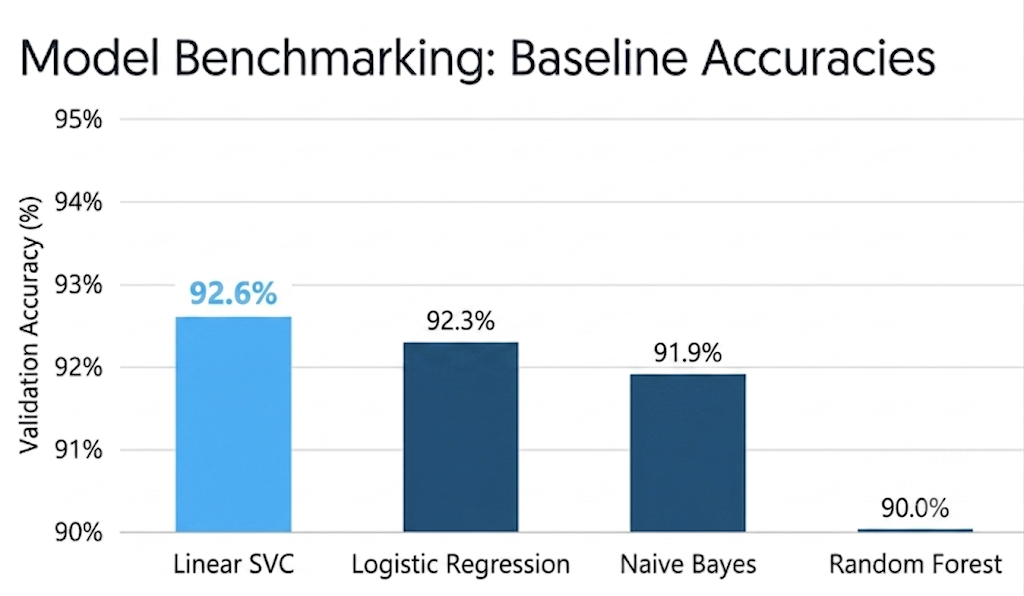 Model Benchmarking: Baseline Accuracies
Validation Accuracy (%)
95%
94%
93%
92%
91%
90%
92.6%
92.3%
91.9%
90.0%
Linear SVC
Logistic Regression
Naive Bayes
Random Forest